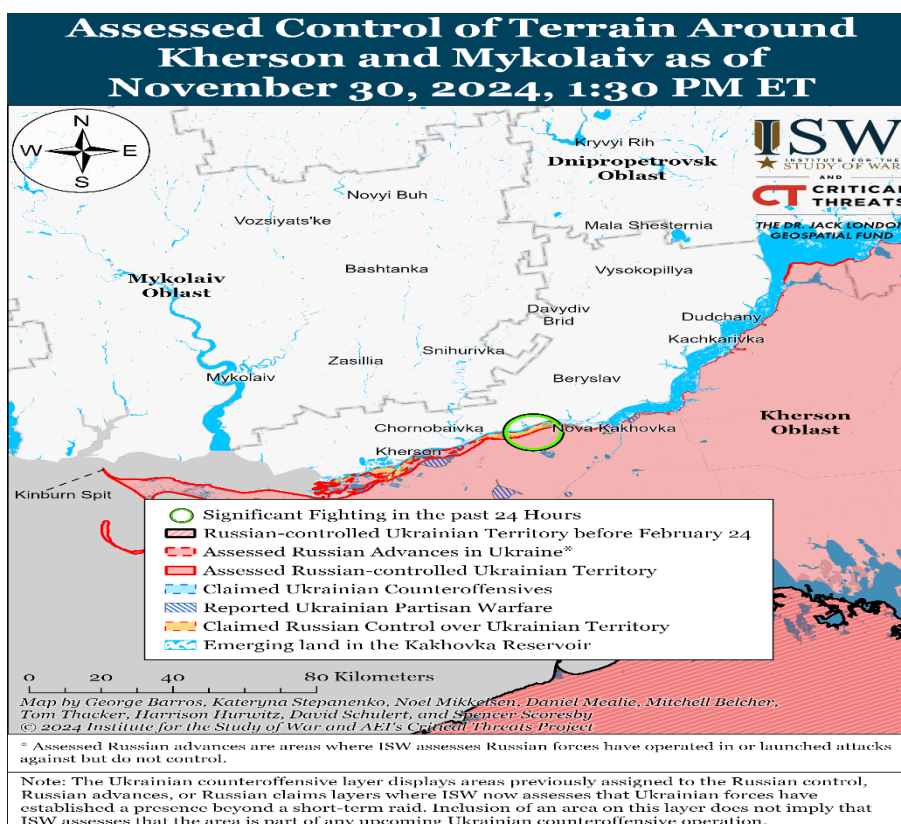 Assessed Control of Terrain Around
Kherson and Mykolaiv as of
November 30, 2024, 1:30 PM ET
N
W E
S
Kryvyi Rih
Dnipropetrovsk
Oblast
ISW
INSTITUTE FOR THE
STUDY OF WAR
AND
CT CRITICAL
THREATS
THE DR. JACK LONDON
GEOSPATIAL FUND
Novyi Buh
Vozsiyats'ke
Mala Shesternia
Bashtanka
Vysokopillya
Mykolaiv
Oblast
Davydiv
Brid
Dudchany
Kachkarivka
Snihurivka
Zasillia
Mykolaiv
Beryslav
Kherson
Oblast
Chornobaivka
Nova Kakhovka
Kherson
Kinburn Spit
Significant Fighting in the past 24 Hours
Russian-controlled Ukrainian Territory before February 24
Assessed Russian Advances in Ukraine*
Assessed Russian-controlled Ukrainian Territory
Claimed Ukrainian Counteroffensives
Reported Ukrainian Partisan Warfare
Claimed Russian Control over Ukrainian Territory
Emerging land in the Kakhovka Reservoir
0 20 40 80 Kilometers
Map by George Barros, Kateryna Stepanenko, Noel Mikkelsen, Daniel Mealie, Mitchell Belcher,
Tom Thacker, Harrison Hurwitz, David Schulert, and Spencer Scoresby
© 2024 Institute for the Study of War and AEI's Critical Threats Project
* Assessed Russian advances are areas where ISW assesses Russian forces have operated in or launched attacks
against but do not control.
Note: The Ukrainian counteroffensive layer displays areas previously assigned to the Russian control,
Russian advances, or Russian claims layers where ISW now assesses that Ukrainian forces have
established a presence beyond a short-term raid. Inclusion of an area on this layer does not imply that
ISW assesses that the area is part of any upcoming Ukrainian counteroffensive operation.